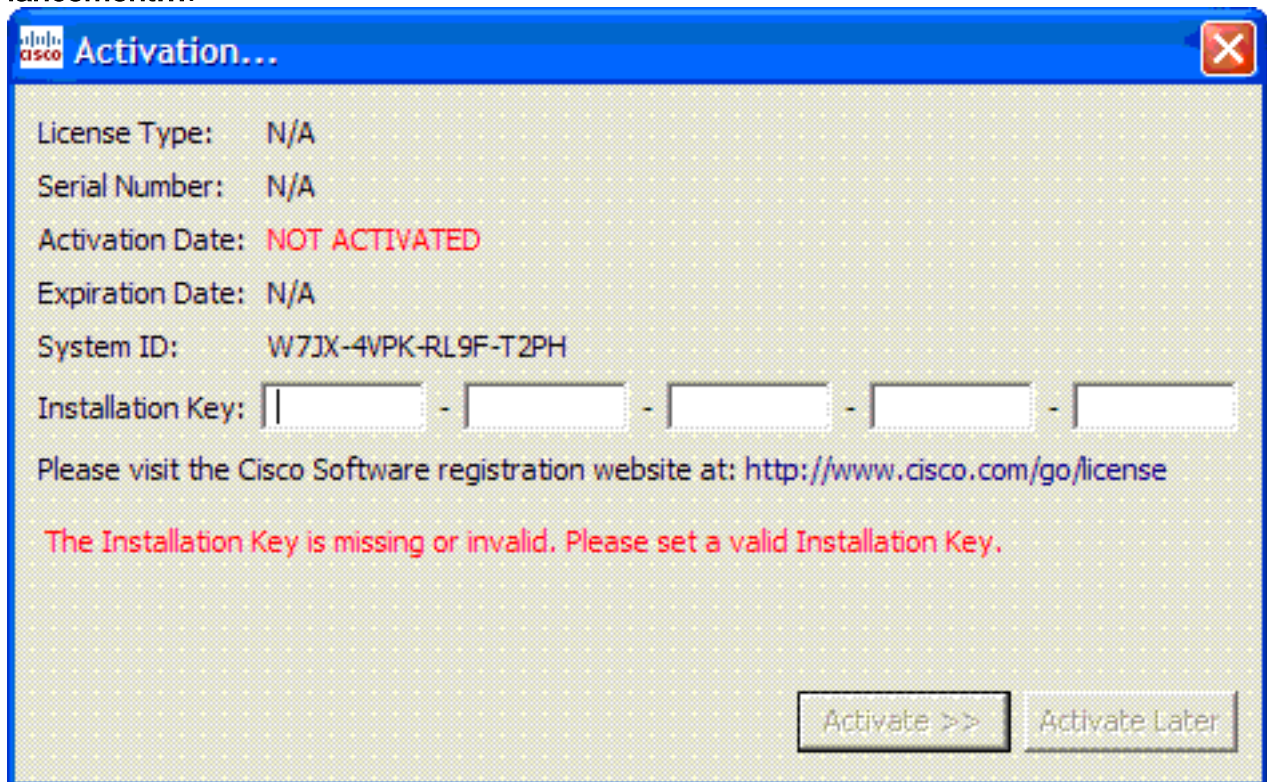 cisco Activation...
License Type: N/A
Serial Number: N/A
Activation Date: NOT ACTIVATED
Expiration Date: N/A
System ID: W7JX-4VPK-RL9F-T2PH
Installation Key: - - - -
Please visit the Cisco Software registration website at: http://www.cisco.com/go/license
The Installation Key is missing or invalid. Please set a valid Installation Key.
Activate >> Activate Later